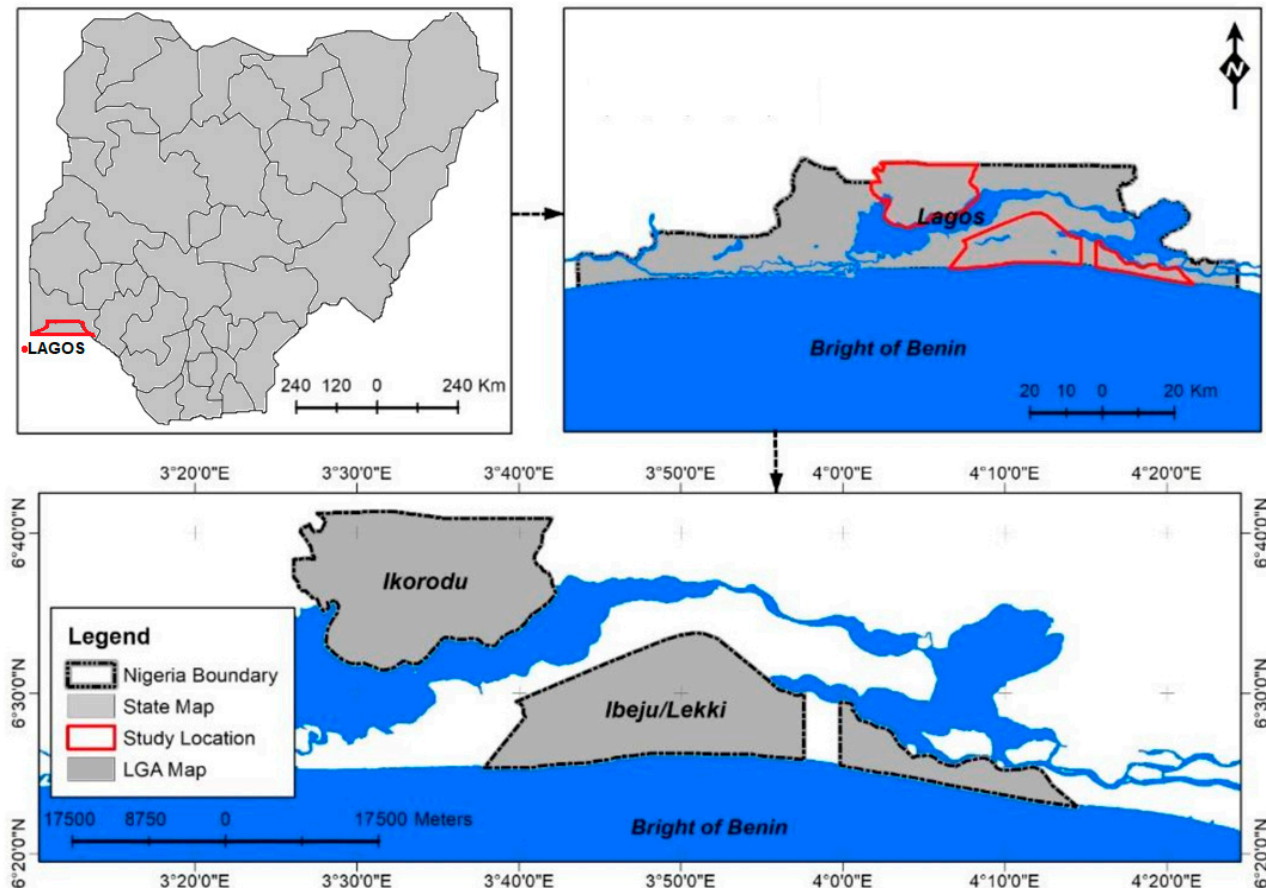 LAGOS
240 120 0 240 Km
N
Lagos
Bright of Benin
20 10 0 20 Km
3°20'0"E 3°30'0"E 3°40'0"E 3°50'0"E 4°0'0"E 4°10'0"E 4°20'0"E
6°40'0"N 6°40'0"N
Ikorodu
Legend
Nigeria Boundary
State Map
Study Location
LGA Map
6°30'0"N 6°30'0"N
Ibeju/Lekki
17500 8750 0 17500 Meters
Bright of Benin
6°20'0"N 6°20'0"N
3°20'0"E 3°30'0"E 3°40'0"E 3°50'0"E 4°0'0"E 4°10'0"E 4°20'0"E